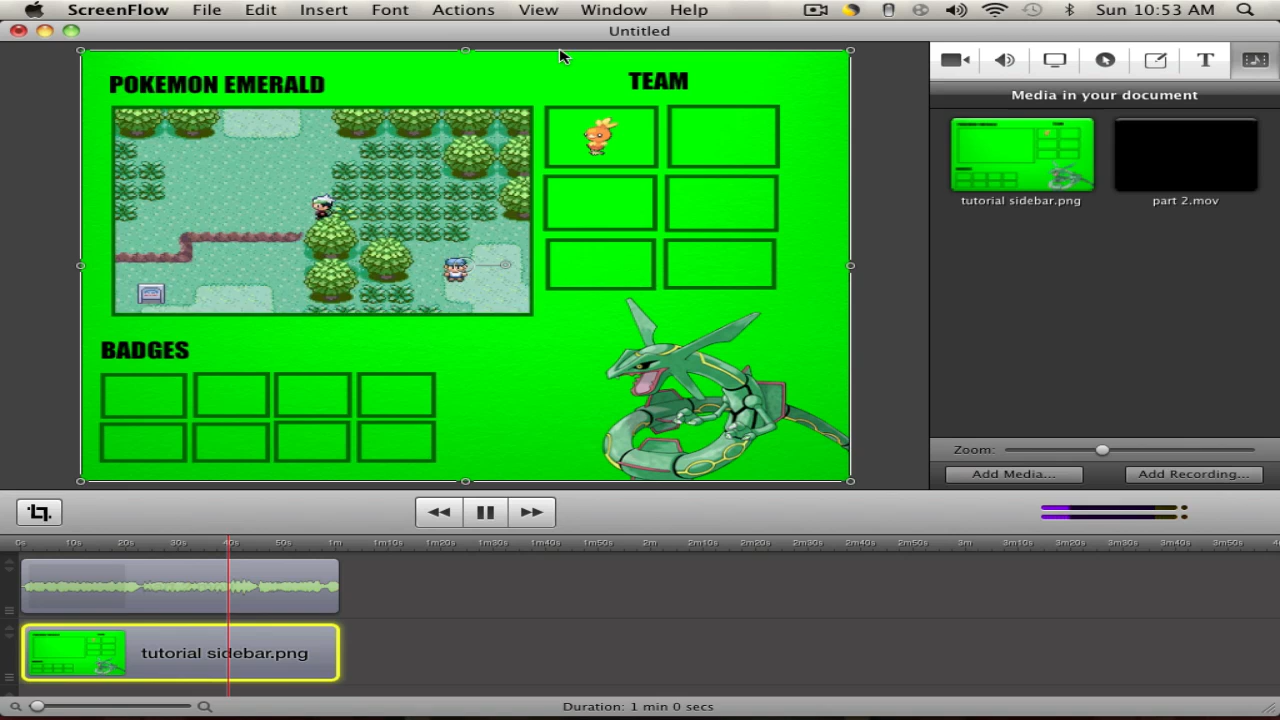 ScreenFlow File Edit Insert Font Actions View Window Help Sun 10:53 AM
Untitled
POKEMON EMERALD
TEAM
BADGES
T
Media in your document
tutorial sidebar.png part 2.mov
Zoom:
Add Media... Add Recording...
0s 10s 20s 30s 40s 50s 1m 1m10s 1m20s 1m30s 1m40s 1m50s 2m 2m10s 2m20s 2m30s 2m40s 2m50s 3m 3m10s 3m20s 3m30s 3m40s 3m50s
tutorial sidebar.png
Duration: 1 min 0 secs